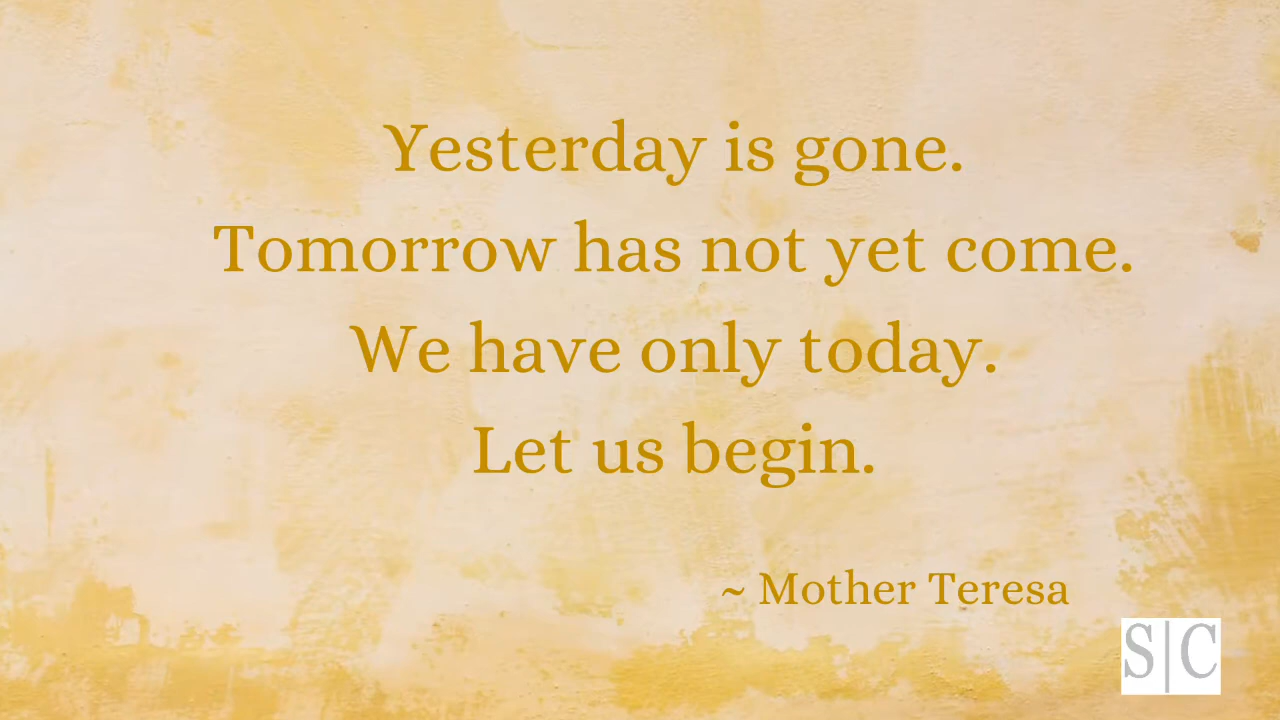 Yesterday is gone.
Tomorrow has not yet come.
We have only today.
Let us begin.
~ Mother Teresa
S|C